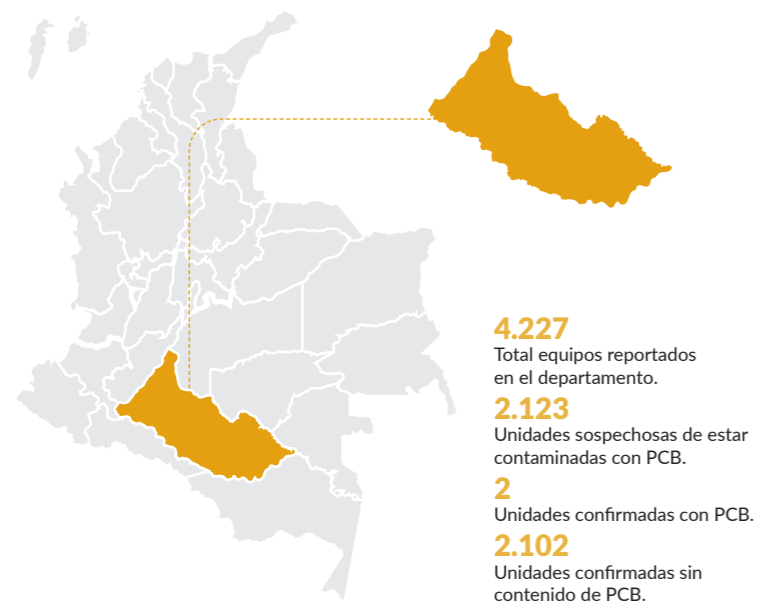 4.227
Total equipos reportados
en el departamento.
2.123
Unidades sospechosas de estar
contaminadas con PCB.
2
Unidades confirmadas con PCB.
2.102
Unidades confirmadas sin
contenido de PCB.